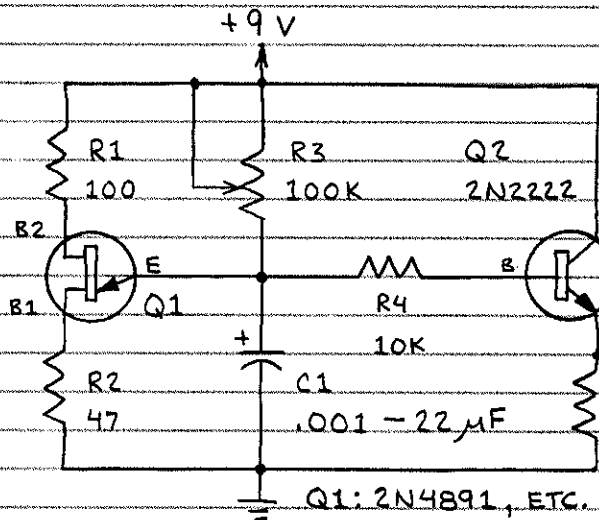 +9 V
R1
100
R3
100K
Q2
2N2222
B2
E
B1
Q1
B
R4
10K
+
R2
47
C1
.001 - 22 μF
Q1: 2N4891, ETC.